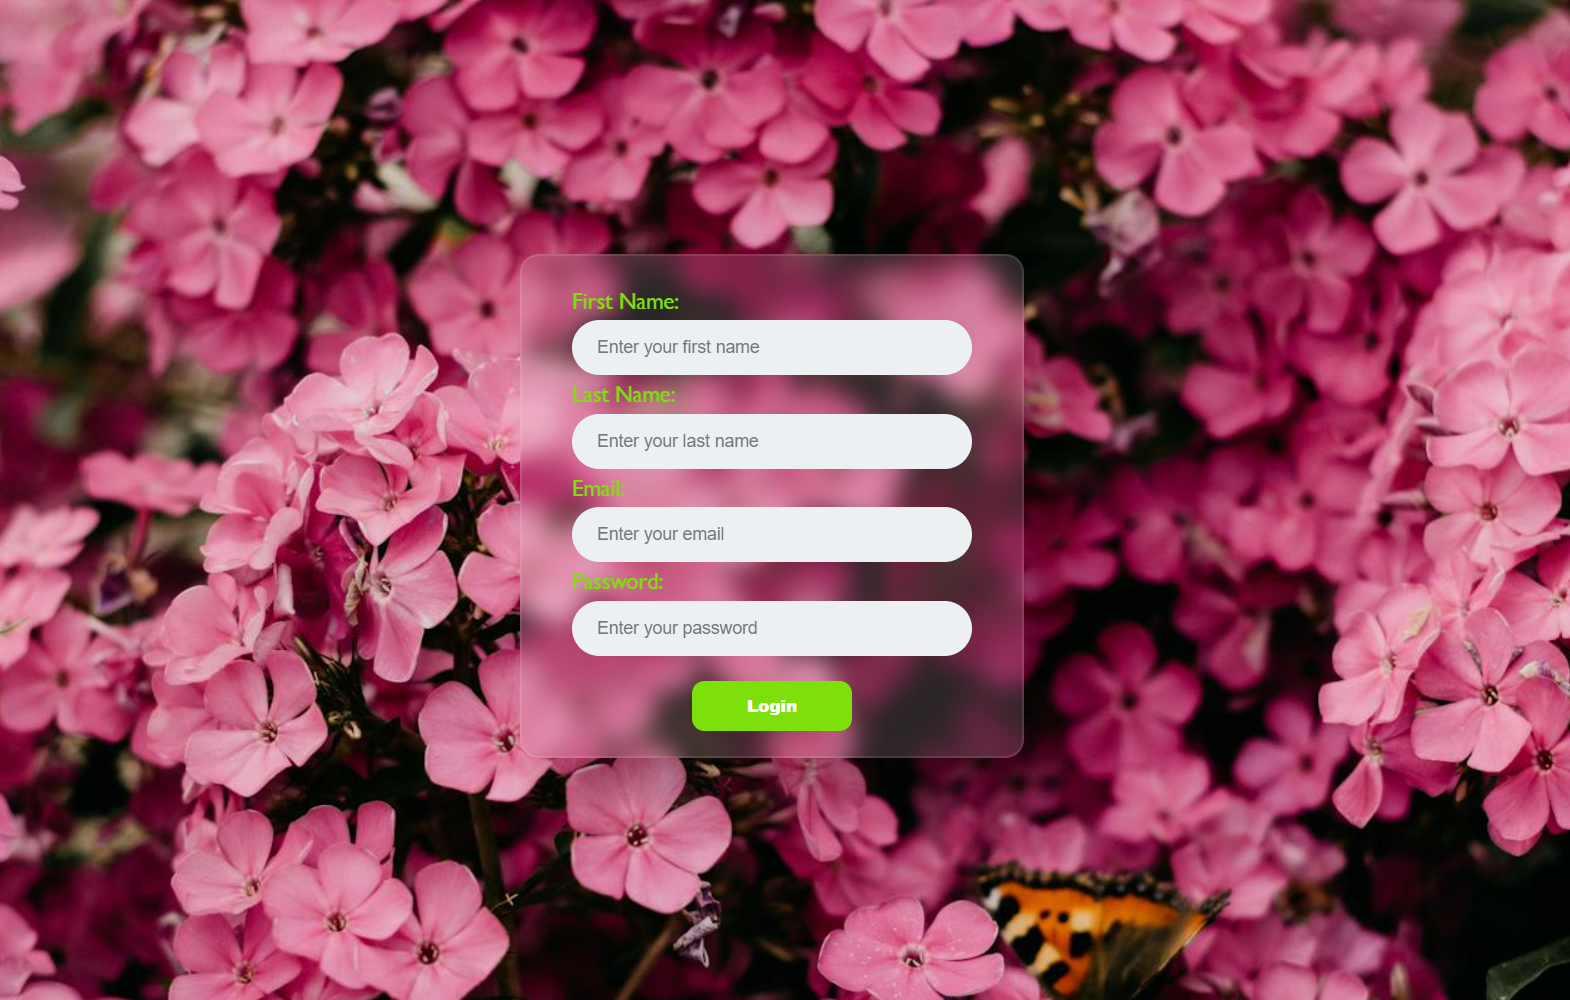 First Name:
Enter your first name
Last Name:
Enter your last name
Email:
Enter your email
Password:
Enter your password
Login